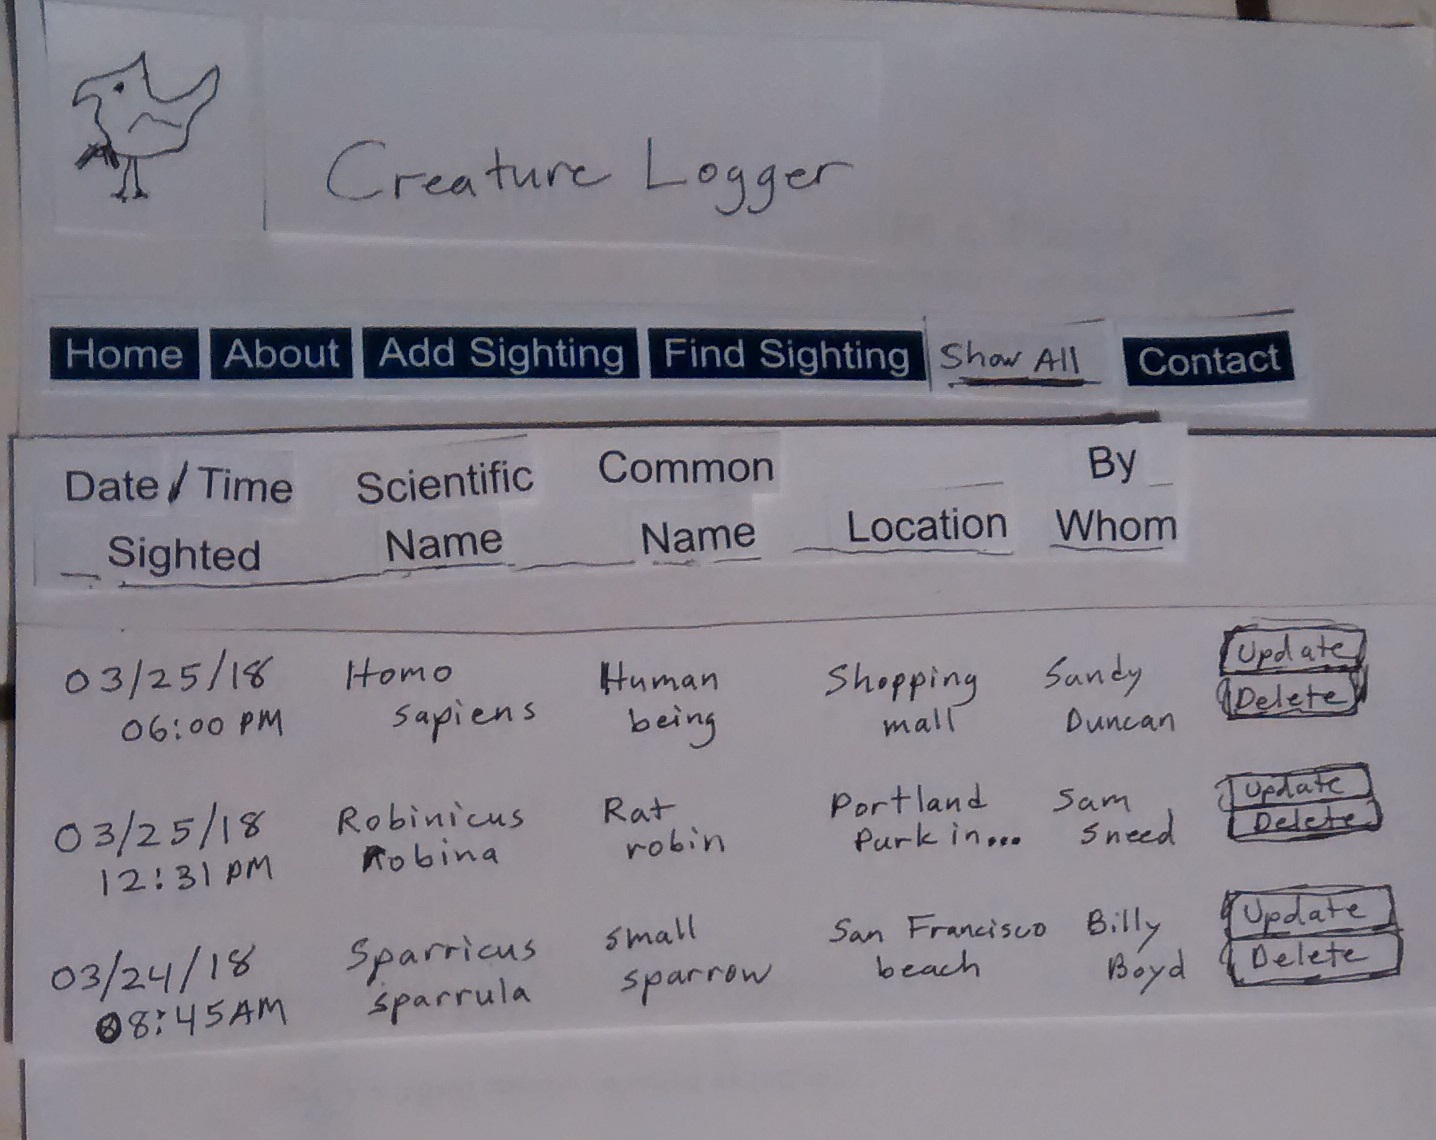 Creature Logger
Home About Add Sighting Find Sighting Show All Contact
Date/Time Sighted
Scientific Name
Common Name
Location
By Whom
03/25/18 Homo Human Shopping Sandy Update
06:00 PM sapiens being mall Duncan Delete
03/25/18 Robinicus Rat Portland Sam Update
12:31 PM Robina robin Park in... Sneed Delete
03/24/18 Sparricus small San Francisco Billy Update
08:45 AM sparrula sparrow beach Boyd Delete